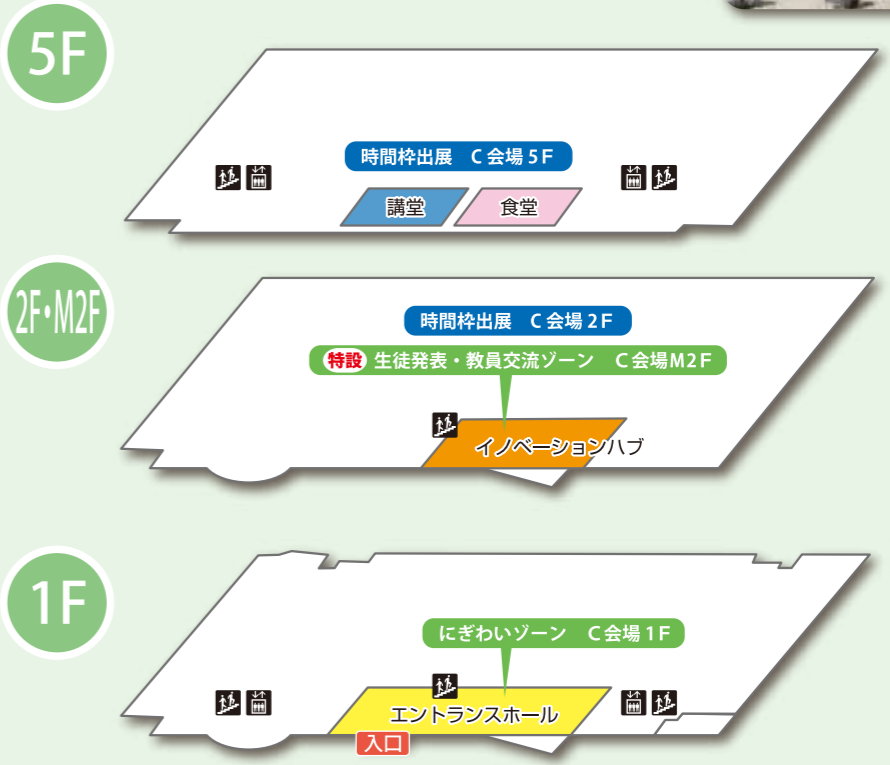 5F
時間枠出展 C会場5F
講堂 食堂
2F・M2F
時間枠出展 C会場2F
特設 生徒発表・教員交流ゾーン C会場M2F
イノベーションハブ
1F
にぎわいゾーン C会場1F
エントランスホール
入口